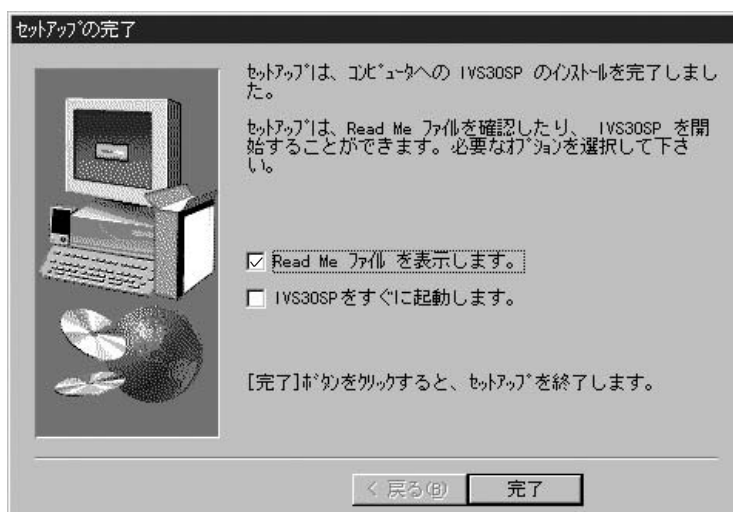 セットアップの完了
ｾｯﾄｱｯﾌﾟは、ｺﾝﾋﾟｭｰﾀへの IVS30SP のｲﾝｽﾄｰﾙを完了しまし
た。
ｾｯﾄｱｯﾌﾟは、Read Me ﾌｧｲﾙを確認したり、 IVS30SP を開
始することができます。必要なｵﾌﾟｼｮﾝを選択して下さ
い。
Read Me ﾌｧｲﾙ を表示します。
IVS30SPをすぐに起動します。
[完了]ﾎﾞﾀﾝをｸﾘｯｸすると、ｾｯﾄｱｯﾌﾟを終了します。
< 戻る(B)
完了